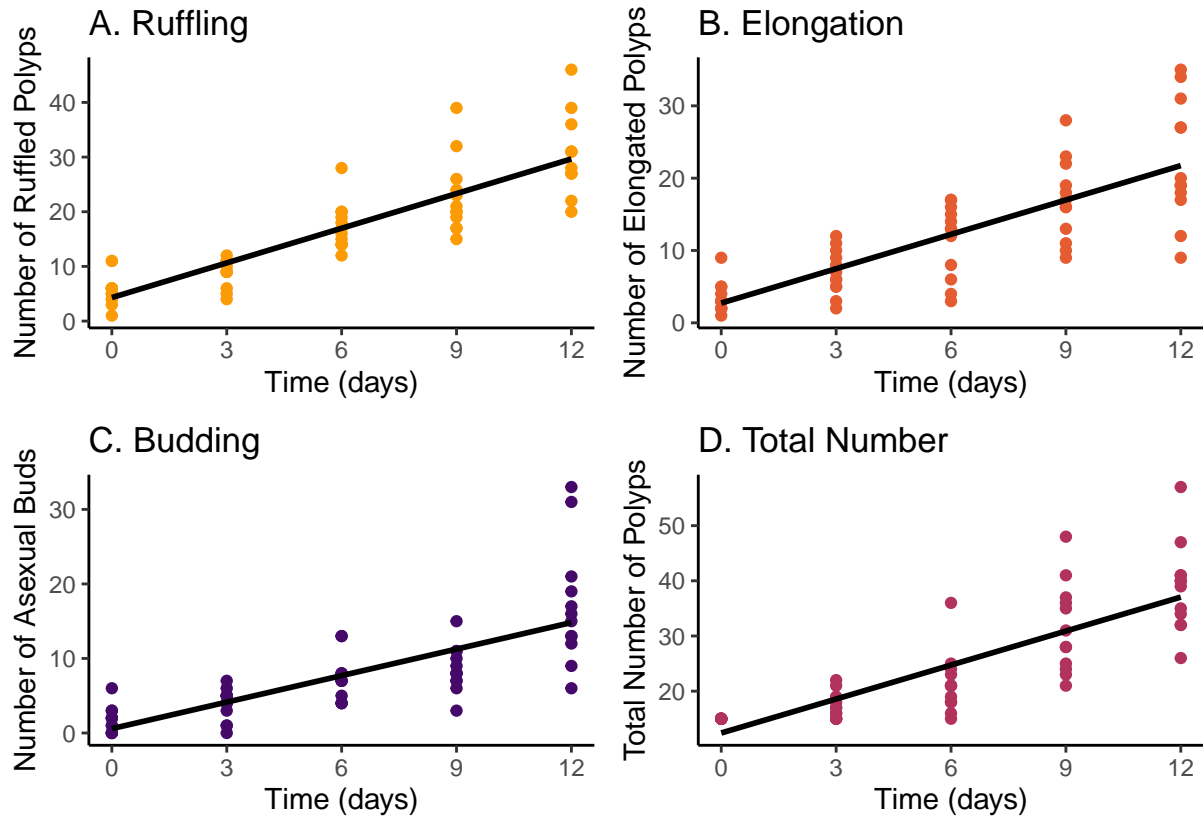 A. Ruffling
Number of Ruffled Polyps
40
30
20
10
0
0 3 6 9 12
Time (days)
B. Elongation
Number of Elongated Polyps
30
20
10
0
0 3 6 9 12
Time (days)
C. Budding
Number of Asexual Buds
30
20
10
0
0 3 6 9 12
Time (days)
D. Total Number
Total Number of Polyps
50
40
30
20
0 3 6 9 12
Time (days)